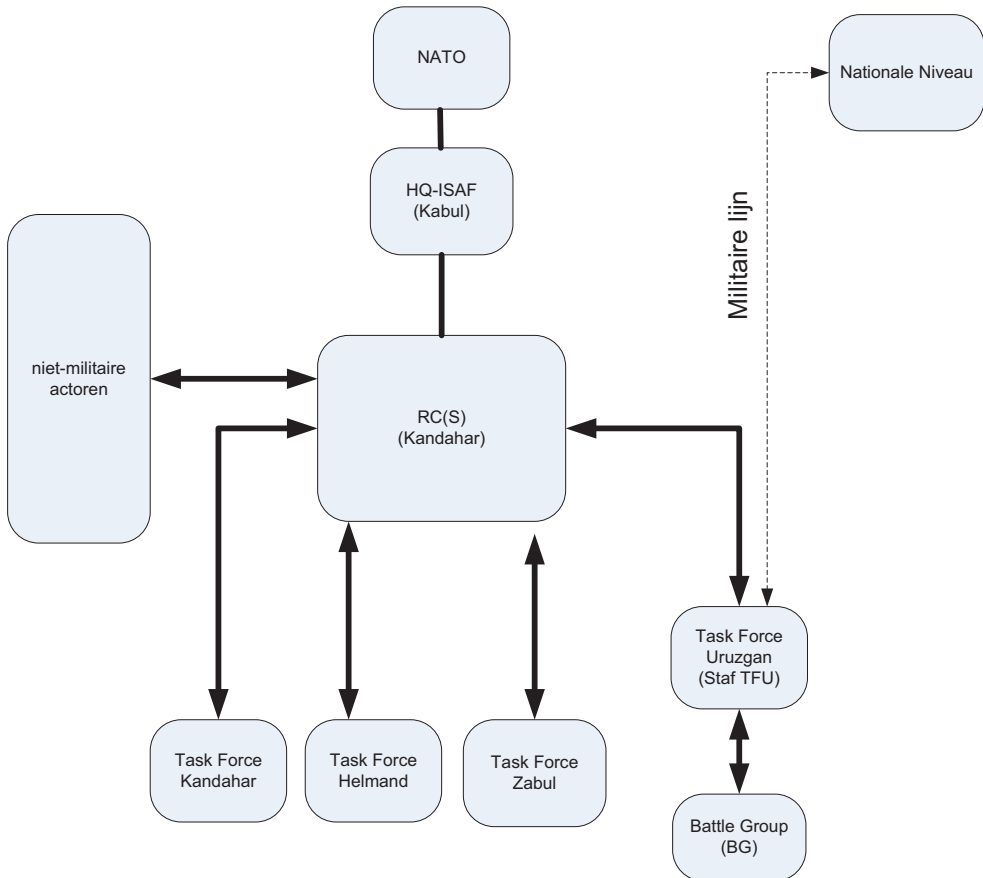 NATO
Nationale Niveau
HQ-ISAF
(Kabul)
Militaire lijn
niet-militaire
actoren
RC(S)
(Kandahar)
Task Force
Uruzgan
(Staf TFU)
Task Force
Kandahar
Task Force
Helmand
Task Force
Zabul
Battle Group
(BG)